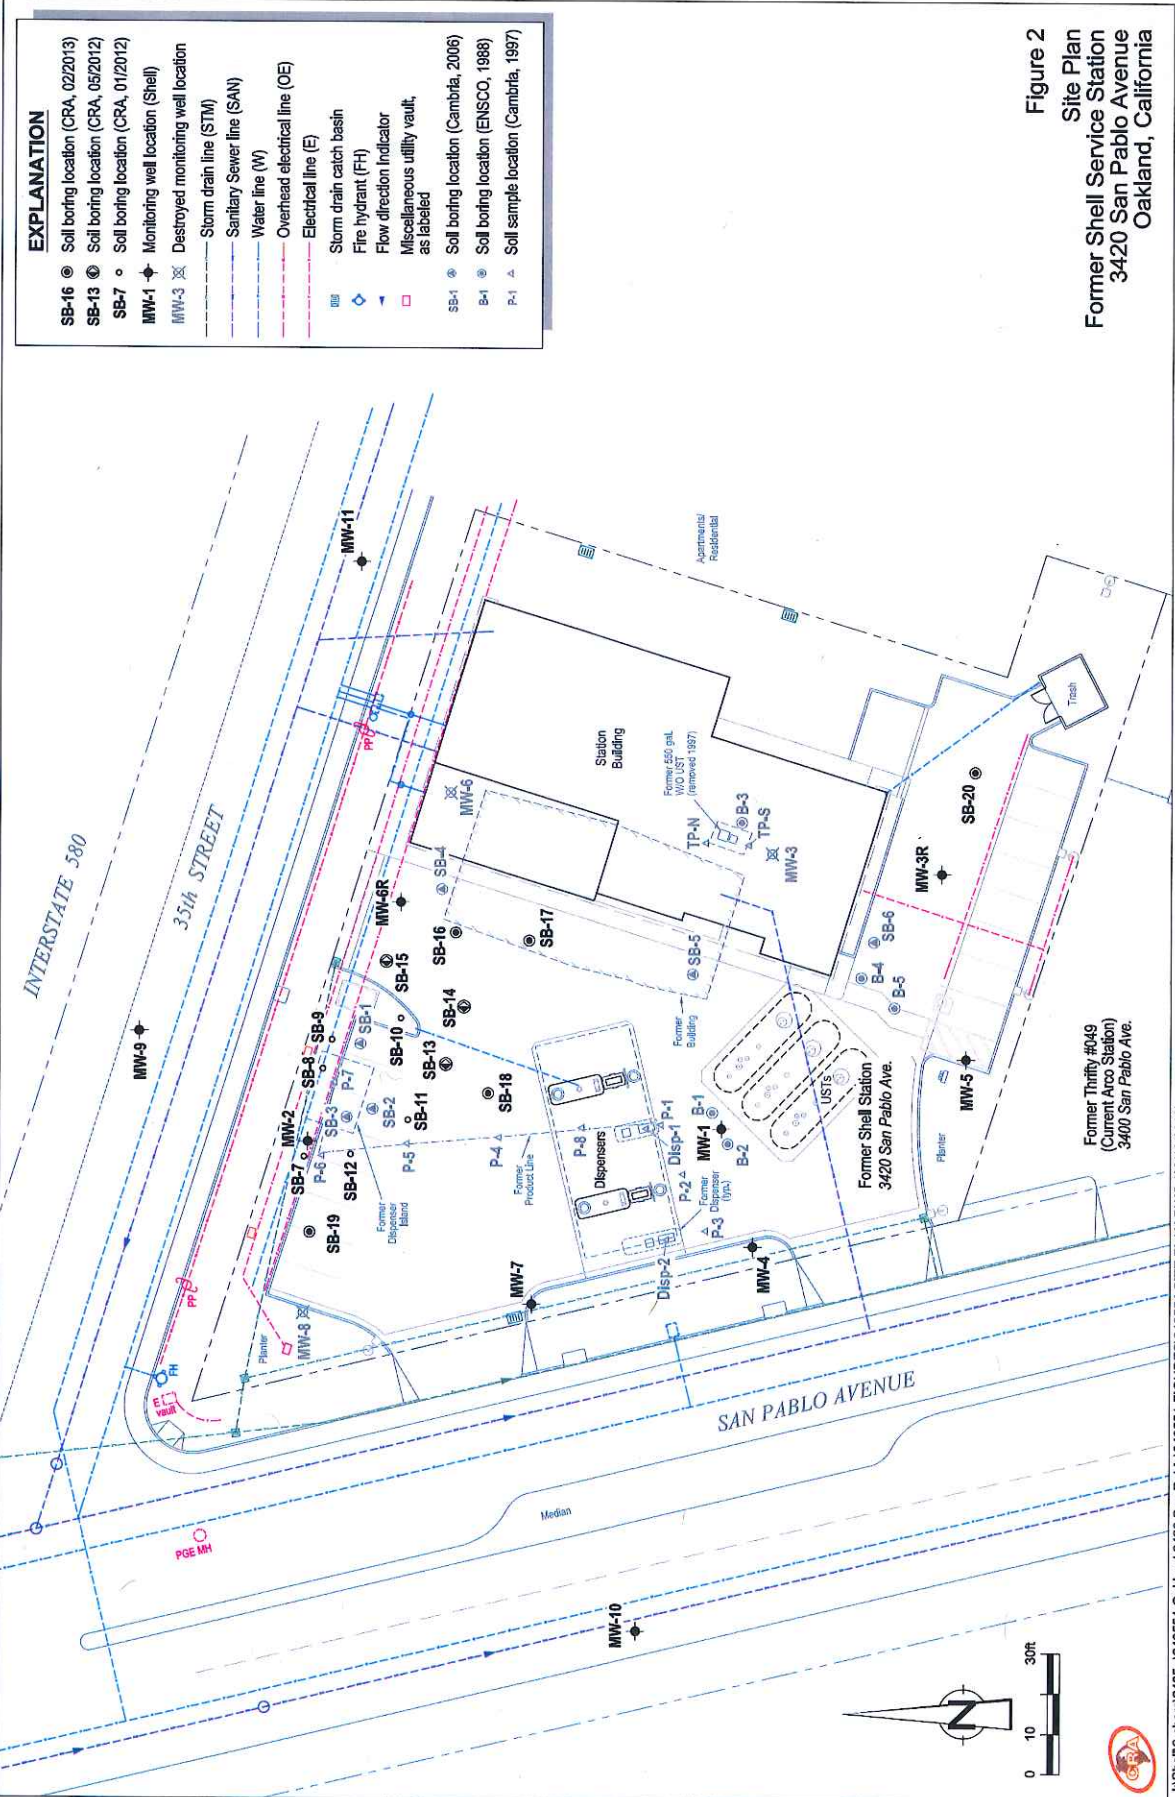 EXPLANATION
SB-16 Soil boring location (CRA, 02/2013)
SB-13 Soil boring location (CRA, 05/2012)
SB-7 Soil boring location (CRA, 01/2012)
MW-1 Monitoring well location (Shell)
MW-3 Destroyed monitoring well location
Storm drain line (STM)
Sanitary Sewer line (SAN)
Water line (W)
Overhead electrical line (OE)
Electrical line (E)
Storm drain catch basin
Fire hydrant (FH)
Flow direction indicator
Miscellaneous utility vault,
as labeled
SB-1 Soil boring location (Cambria, 2006)
B-1 Soil boring location (ENSCO, 1988)
P-1 Soil sample location (Cambria, 1997)
INTERSTATE 580
35th STREET
MW-9
MW-11
PP
PP
FH
E
vault
PGE MH
Planter
MW-8
SB-19
SB-7
MW-2
SB-8
SB-9
P-6
SB-3
P-7
SB-1
SB-12
SB-2
SB-10
SB-15
MW-6R
MW-6
SB-4
SB-16
SB-17
SB-14
SB-13
SB-11
P-5
SB-18
P-4
Former
Dispenser
Island
Former
Product Line
MW-7
P-8
Dispensers
P-1
Disp-1
P-2
P-3
Former
Dispenser
(typ.)
Disp-2
MW-4
MW-1
B-1
B-2
Former
Building
SB-5
Station
Building
Former 550 gal.
W/O UST
(removed 1997)
TP-N
B-3
TP-S
MW-3
Apartments/
Residential
USTs
Former Shell Station
3420 San Pablo Ave.
B-4
SB-6
B-5
MW-3R
SB-20
Trash
MW-5
Planter
Former Thrifty #049
(Current Arco Station)
3400 San Pablo Ave.
SAN PABLO AVENUE
Median
MW-10
N
0 10 30ft
CRA
Figure 2
Site Plan
Former Shell Service Station
3420 San Pablo Avenue
Oakland, California